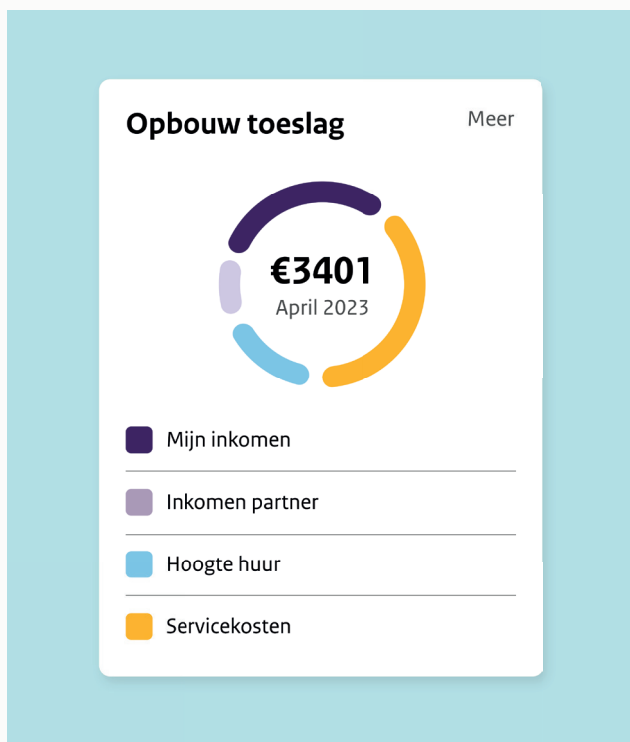 Opbouw toeslag
Meer
€3401
April 2023
Mijn inkomen
Inkomen partner
Hoogte huur
Servicekosten